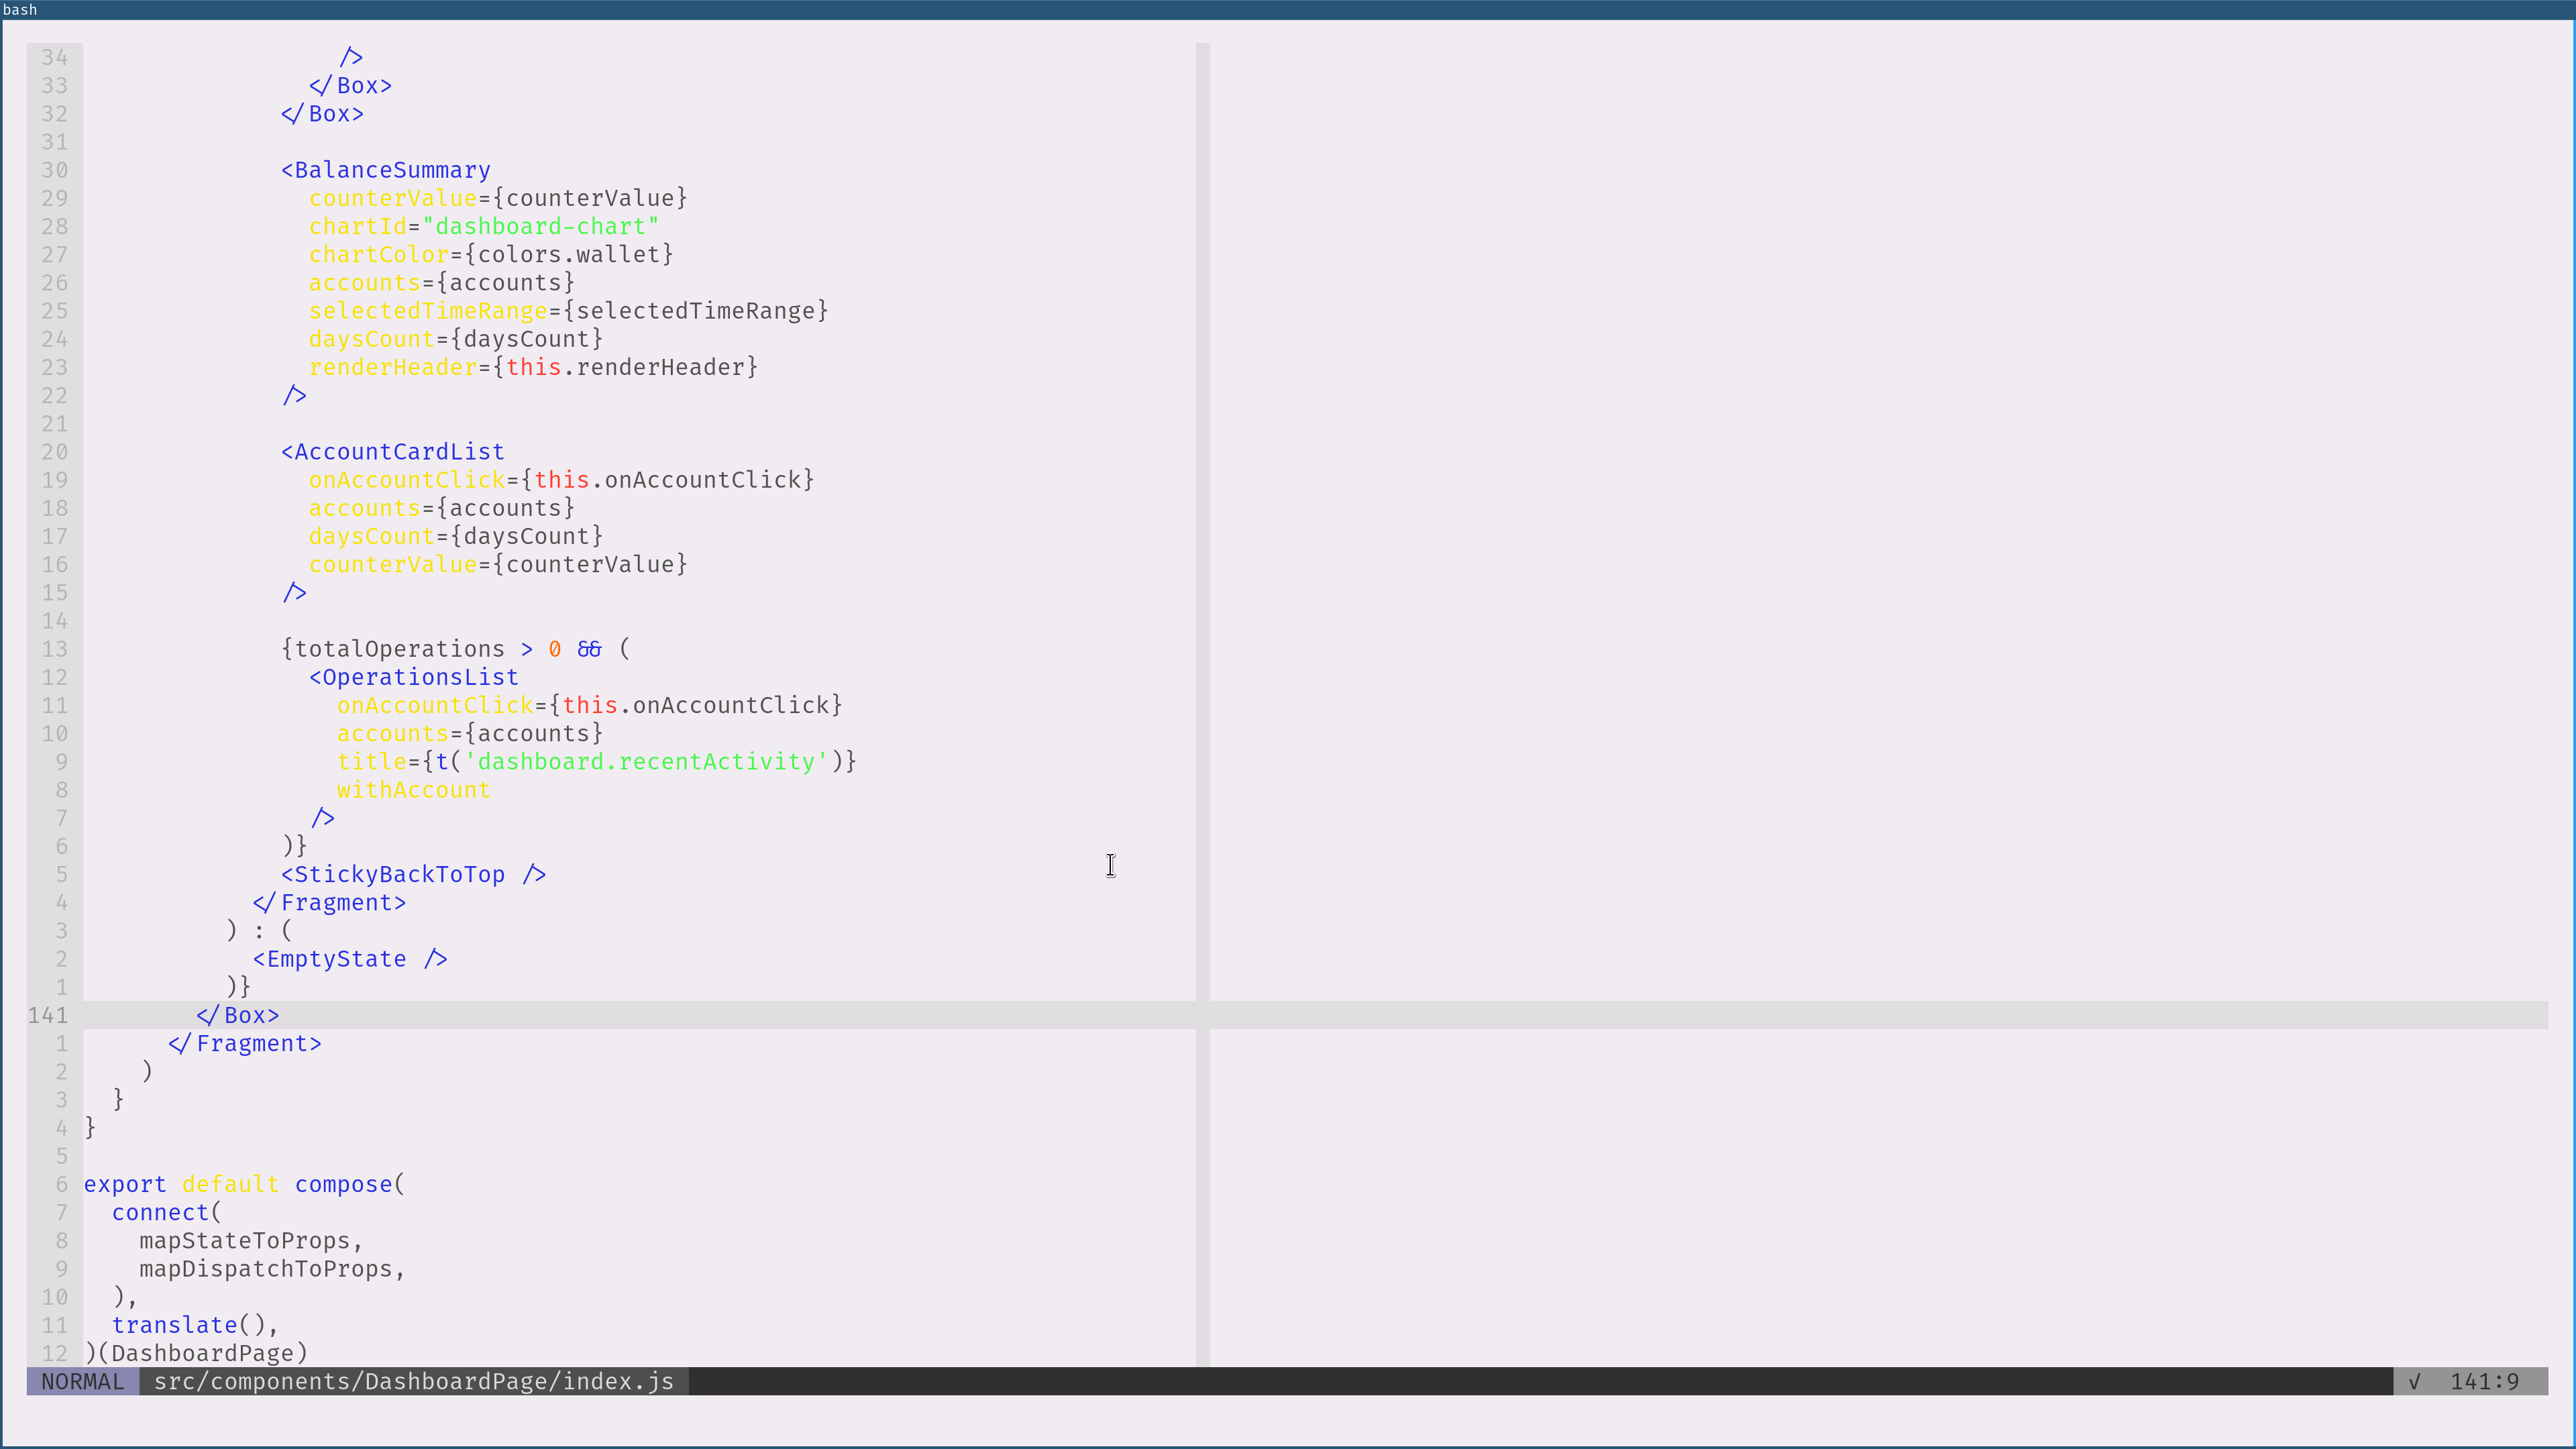 bash
34                   />
33                 </Box>
32               </Box>
31
30               <BalanceSummary
29                 counterValue={counterValue}
28                 chartId="dashboard-chart"
27                 chartColor={colors.wallet}
26                 accounts={accounts}
25                 selectedTimeRange={selectedTimeRange}
24                 daysCount={daysCount}
23                 renderHeader={this.renderHeader}
22               />
21
20               <AccountCardList
19                 onAccountClick={this.onAccountClick}
18                 accounts={accounts}
17                 daysCount={daysCount}
16                 counterValue={counterValue}
15               />
14
13               {totalOperations > 0 && (
12                 <OperationsList
11                   onAccountClick={this.onAccountClick}
10                   accounts={accounts}
9                   title={t('dashboard.recentActivity')}
8                   withAccount
7                 />
6               )}
5               <StickyBackToTop />
4             </Fragment>
3           ) : (
2             <EmptyState />
1           )}
141         </Box>
1       </Fragment>
2     )
3   }
4 }
5
6 export default compose(
7   connect(
8     mapStateToProps,
9     mapDispatchToProps,
10   ),
11   translate(),
12 )(DashboardPage)
NORMAL src/components/DashboardPage/index.js √ 141:9